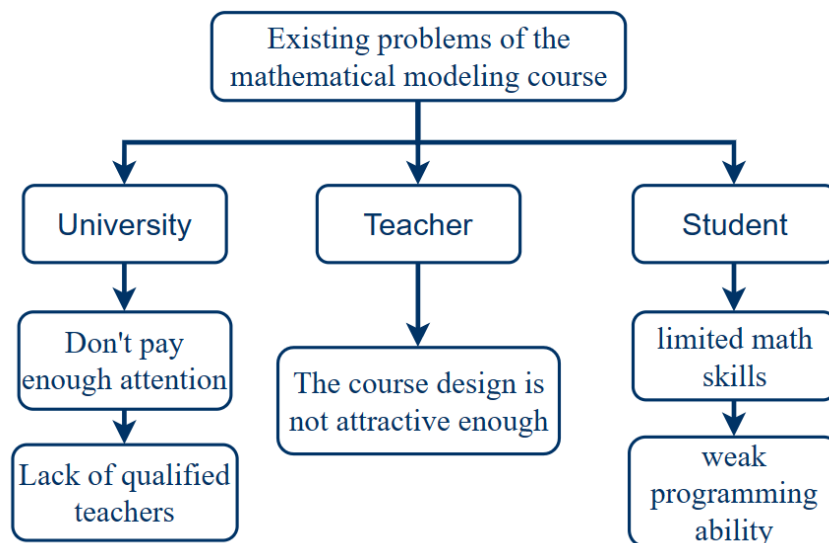 Existing problems of the
mathematical modeling course
University
Teacher
Student
Don't pay
enough attention
The course design is
not attractive enough
limited math
skills
Lack of qualified
teachers
weak
programming
ability